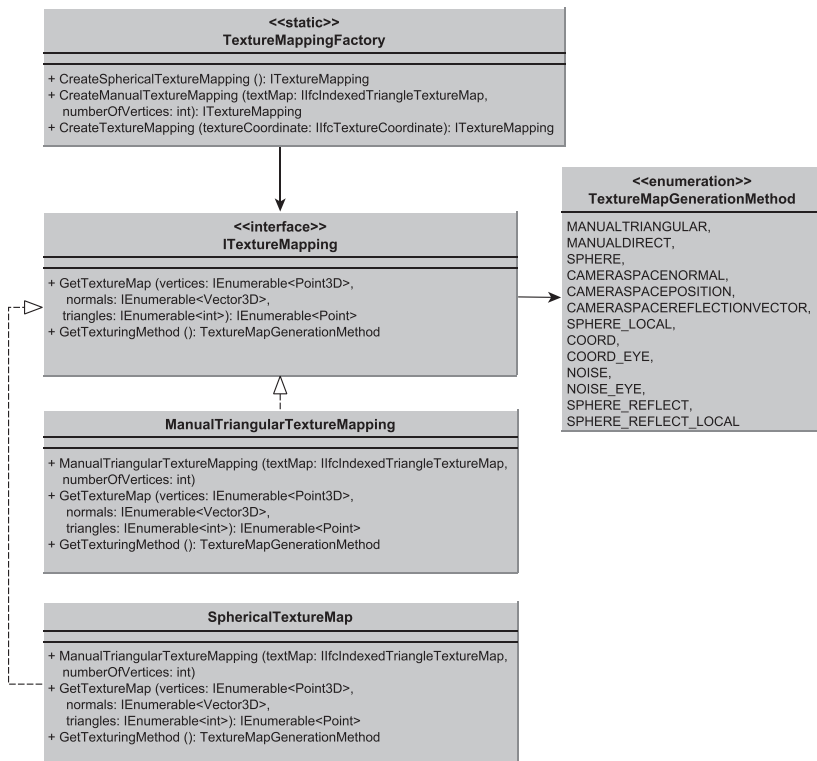 <<static>>
TextureMappingFactory
+ CreateSphericalTextureMapping (): ITextureMapping
+ CreateManualTextureMapping (textMap: IIfcIndexedTriangleTextureMap,
numberOfVertices: int): ITextureMapping
+ CreateTextureMapping (textureCoordinate: IIfcTextureCoordinate): ITextureMapping
<<interface>>
ITextureMapping
+ GetTextureMap (vertices: IEnumerable<Point3D>,
normals: IEnumerable<Vector3D>,
triangles: IEnumerable<int>): IEnumerable<Point>
+ GetTexturingMethod (): TextureMapGenerationMethod
<<enumeration>>
TextureMapGenerationMethod
MANUALTRIANGULAR,
MANUALDIRECT,
SPHERE,
CAMERASPACENORMAL,
CAMERASPACEPOSITION,
CAMERASPACEREFLECTIONVECTOR,
SPHERE_LOCAL,
COORD,
COORD_EYE,
NOISE,
NOISE_EYE,
SPHERE_REFLECT,
SPHERE_REFLECT_LOCAL
ManualTriangularTextureMapping
+ ManualTriangularTextureMapping (textMap: IIfcIndexedTriangleTextureMap,
numberOfVertices: int)
+ GetTextureMap (vertices: IEnumerable<Point3D>,
normals: IEnumerable<Vector3D>,
triangles: IEnumerable<int>): IEnumerable<Point>
+ GetTexturingMethod (): TextureMapGenerationMethod
SphericalTextureMap
+ ManualTriangularTextureMapping (textMap: IIfcIndexedTriangleTextureMap,
numberOfVertices: int)
+ GetTextureMap (vertices: IEnumerable<Point3D>,
normals: IEnumerable<Vector3D>,
triangles: IEnumerable<int>): IEnumerable<Point>
+ GetTexturingMethod (): TextureMapGenerationMethod